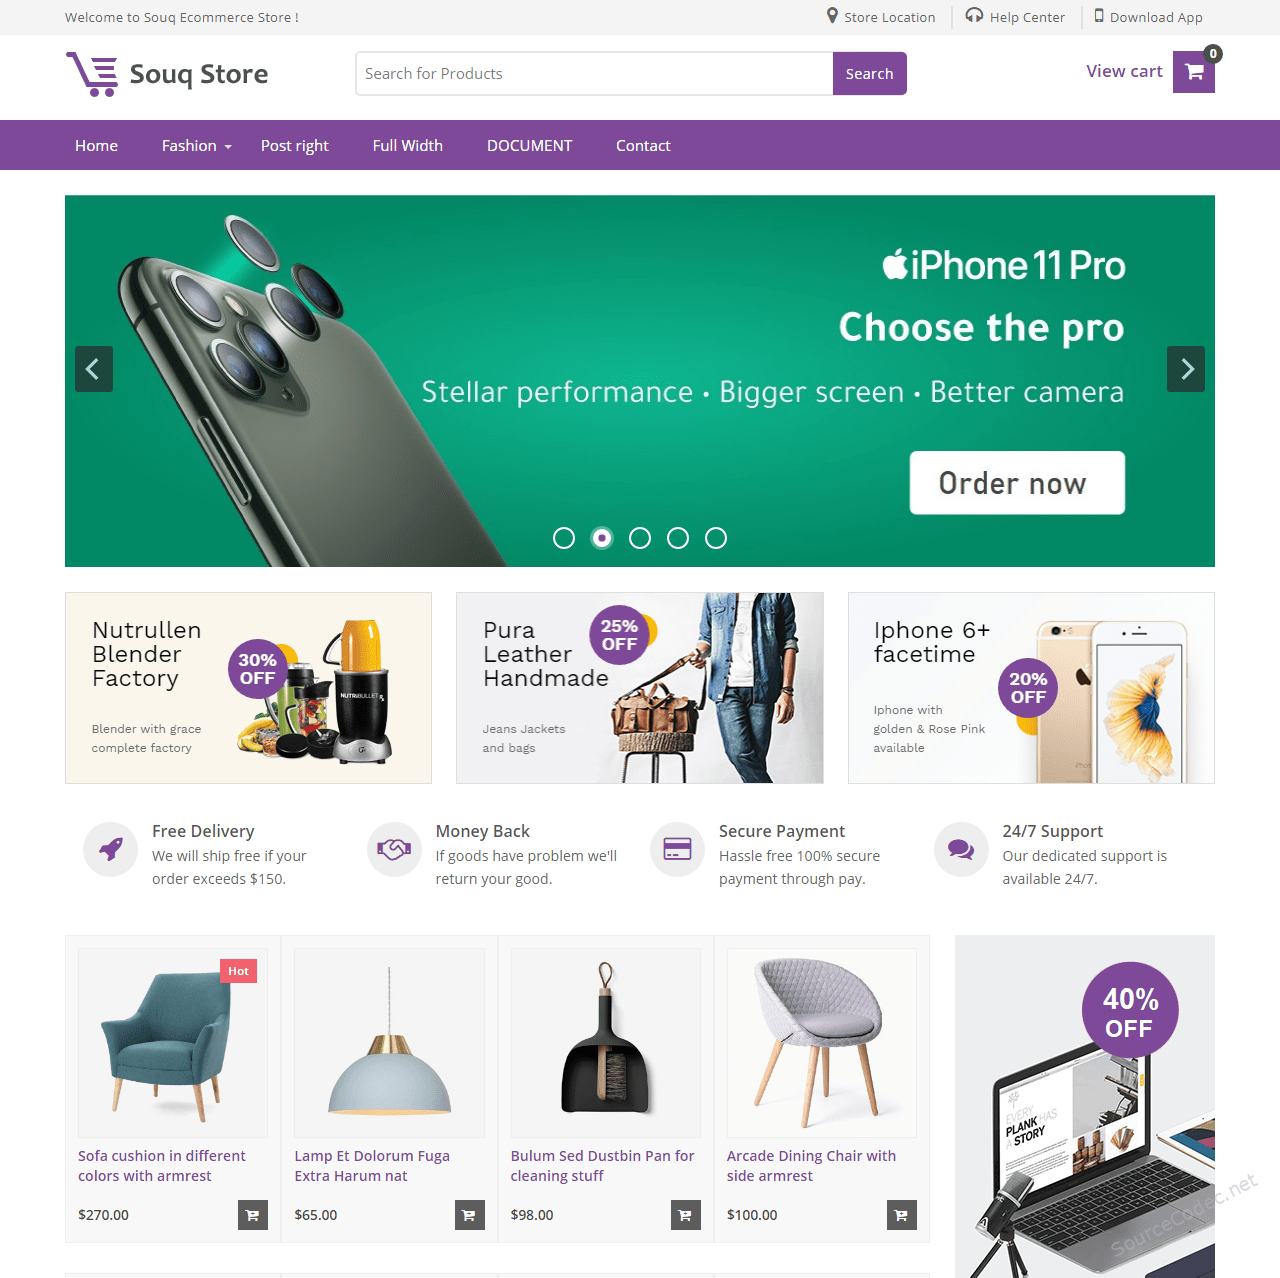 Welcome to Souq Ecommerce Store !
Store Location
Help Center
Download App
Souq Store
Search for Products
Search
View cart
0
Home
Fashion
Post right
Full Width
DOCUMENT
Contact
iPhone 11 Pro
Choose the pro
Stellar performance • Bigger screen • Better camera
Order now
Nutrullen
Blender
Factory
30%
OFF
NUTRIBULLET
Blender with grace
complete factory
Pura
Leather
Handmade
25%
OFF
Jeans Jackets
and bags
Iphone 6+
facetime
20%
OFF
Iphone with
golden & Rose Pink
available
Free Delivery
We will ship free if your
order exceeds $150.
Money Back
If goods have problem we'll
return your good.
Secure Payment
Hassle free 100% secure
payment through pay.
24/7 Support
Our dedicated support is
available 24/7.
Hot
Sofa cushion in different
colors with armrest
$270.00
Lamp Et Dolorum Fuga
Extra Harum nat
$65.00
Bulum Sed Dustbin Pan for
cleaning stuff
$98.00
Arcade Dining Chair with
side armrest
$100.00
40%
OFF
EVERY
PLANK HAS
A STORY
SourceCodec.net